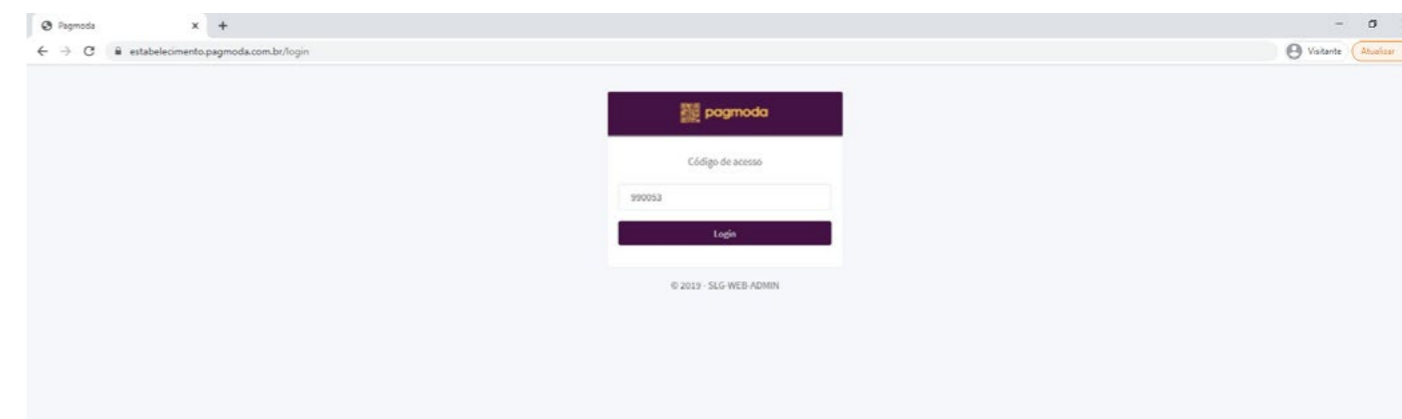 Pagmoda
estabelecimento.pagmoda.com.br/login
Visitante
Atualizar
pagmoda
Código de acesso
990053
Login
© 2019 - SLG-WEB-ADMIN